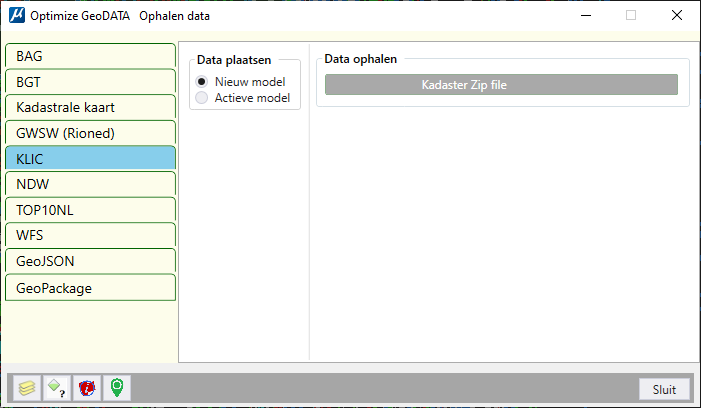 Optimize GeoDATA Ophalen data
BAG
BGT
Kadastrale kaart
GWSW (Rioned)
KLIC
NDW
TOP10NL
WFS
GeoJSON
GeoPackage
Data plaatsen
Nieuw model
Actieve model
Data ophalen
Kadaster Zip file
?
Sluit